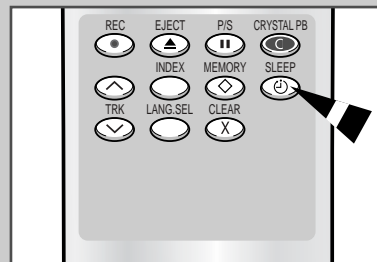 REC EJECT P/S CRYSTAL PB
C
INDEX MEMORY SLEEP
TRK LANG.SEL CLEAR
X